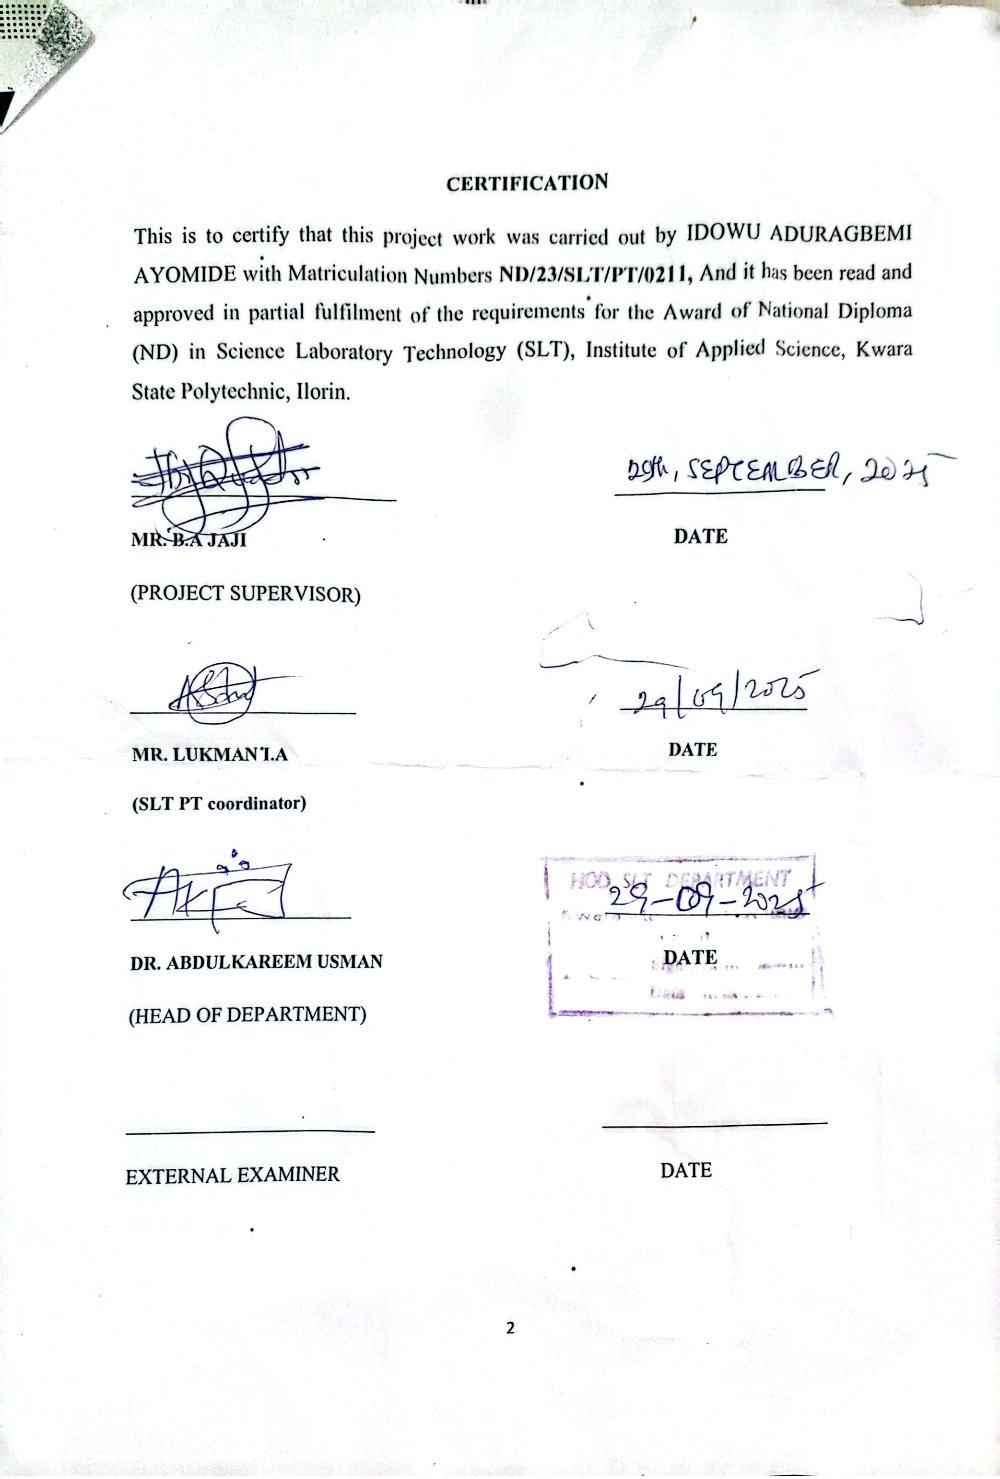 CERTIFICATION
This is to certify that this project work was carried out by IDOWU ADURAGBEMI
AYOMIDE with Matriculation Numbers ND/23/SLT/PT/0211, And it has been read and
approved in partial fulfilment of the requirements for the Award of National Diploma
(ND) in Science Laboratory Technology (SLT), Institute of Applied Science, Kwara
State Polytechnic, Ilorin.
29th, SEPTEMBER, 2025
MR. B.A JAJI DATE
(PROJECT SUPERVISOR)
29/09/2025
MR. LUKMAN I.A DATE
(SLT PT coordinator)
HOD SLT DEPARTMENT
29-09-2025
DR. ABDULKAREEM USMAN DATE
Date
(HEAD OF DEPARTMENT)
EXTERNAL EXAMINER DATE
2